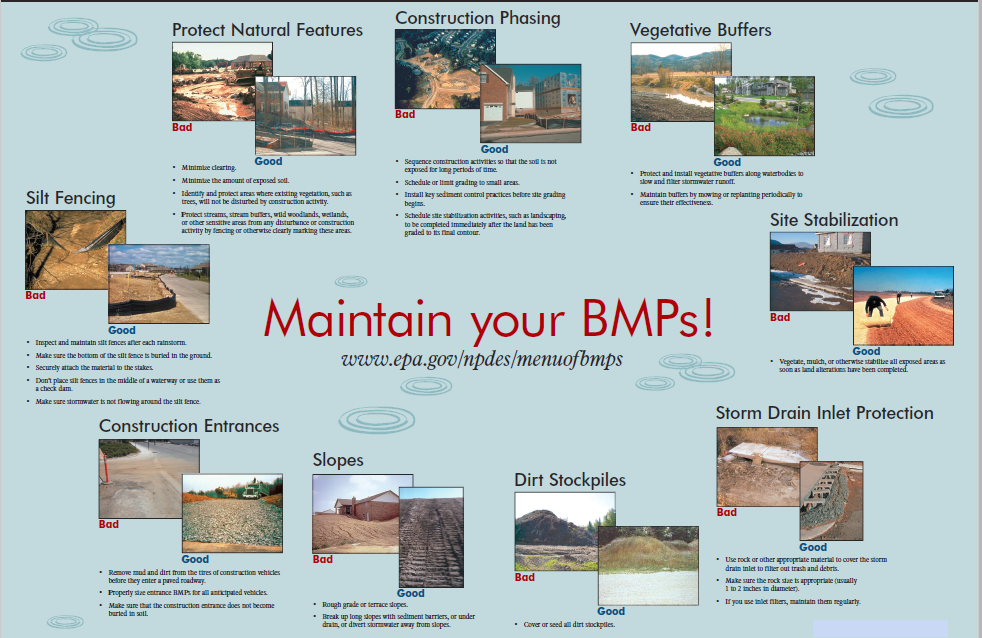 Protect Natural Features
Bad
Good
• Minimize clearing.
• Minimize the amount of exposed soil.
• Identify and protect areas where existing vegetation, such as
trees, will not be disturbed by construction activity.
• Protect streams, stream buffers, wild woodlands, wetlands,
or other sensitive areas from any disturbance or construction
activity by fencing or otherwise clearly marking these areas.
Construction Phasing
Bad
Good
• Sequence construction activities so that the soil is not
exposed for long periods of time.
• Schedule or limit grading to small areas.
• Install key sediment control practices before site grading
begins.
• Schedule site stabilization activities, such as landscaping,
to be completed immediately after the land has been
graded to its final contour.
Vegetative Buffers
Bad
Good
• Protect and install vegetative buffers along waterbodies to
slow and filter stormwater runoff.
• Maintain buffers by mowing or replanting periodically to
ensure their effectiveness.
Silt Fencing
Bad
Good
• Inspect and maintain silt fences after each rainstorm.
• Make sure the bottom of the silt fence is buried in the ground.
• Securely attach the material to the stakes.
• Don't place silt fences in the middle of a waterway or use them as
a check dam.
• Make sure stormwater is not flowing around the silt fence.
Maintain your BMPs!
www.epa.gov/npdes/menuofbmps
Site Stabilization
Bad
Good
• Vegetate, mulch, or otherwise stabilize all exposed areas as
soon as land alterations have been completed.
Construction Entrances
Bad
Good
• Remove mud and dirt from the tires of construction vehicles
before they enter a paved roadway.
• Properly size entrance BMPs for all anticipated vehicles.
• Make sure that the construction entrance does not become
buried in soil.
Slopes
Bad
Good
• Rough grade or terrace slopes.
• Break up long slopes with sediment barriers, or under
drain, or divert stormwater away from slopes.
Dirt Stockpiles
Bad
Good
• Cover or seed all dirt stockpiles.
Storm Drain Inlet Protection
Bad
Good
• Use rock or other appropriate material to cover the storm
drain inlet to filter out trash and debris.
• Make sure the rock size is appropriate (usually
1 to 2 inches in diameter).
• If you use inlet filters, maintain them regularly.